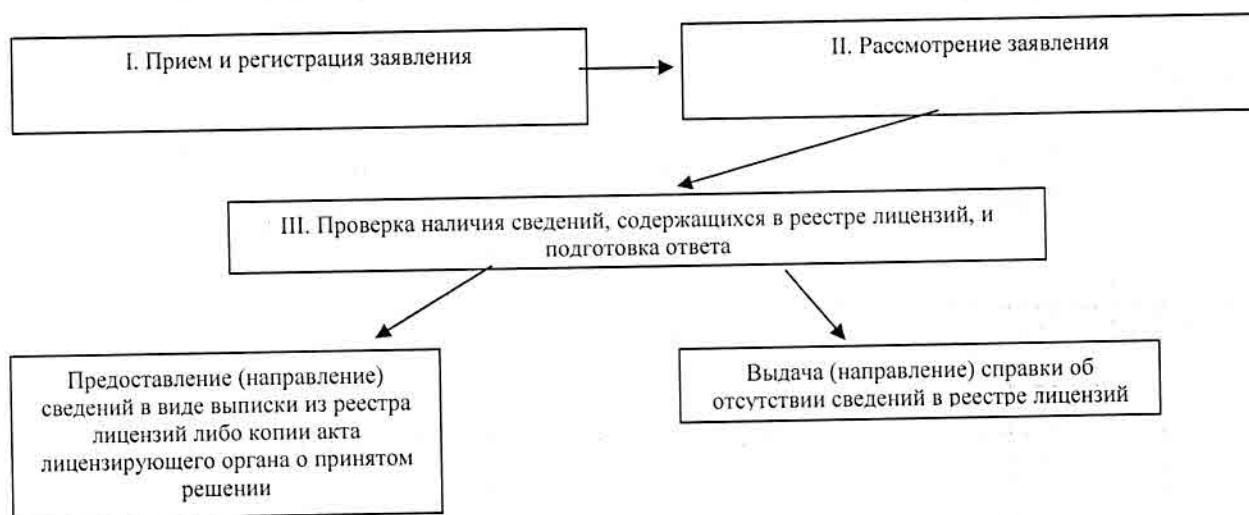 I. Прием и регистрация заявления
II. Рассмотрение заявления
III. Проверка наличия сведений, содержащихся в реестре лицензий, и
подготовка ответа
Предоставление (направление)
сведений в виде выписки из реестра
лицензий либо копии акта
лицензирующего органа о принятом
решении
Выдача (направление) справки об
отсутствии сведений в реестре лицензий